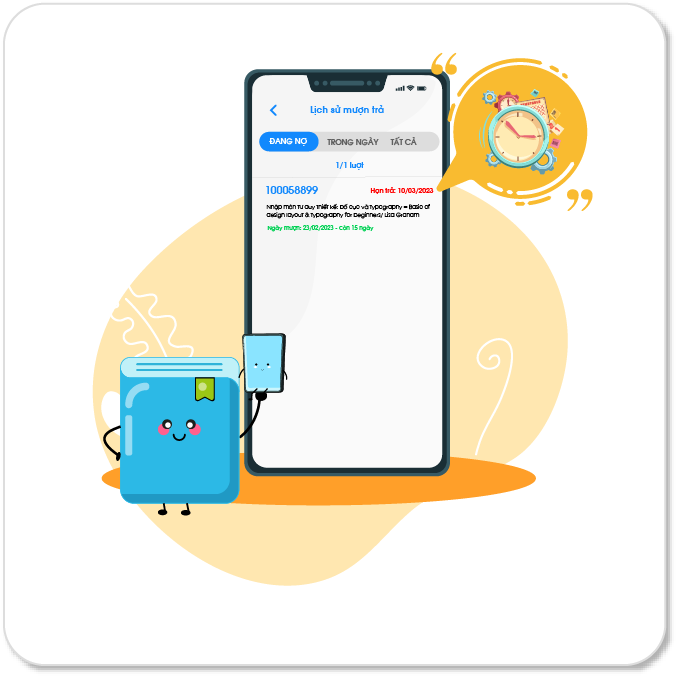 Lịch sử mượn trả
ĐANG NỢ TRONG NGÀY TẤT CẢ
1/1 lượt
100058899 Hạn trả: 10/03/2023
Nhập môn Tư duy Thiết kế: Bố cục và Typography = Basic of
design layout & Typography for beginners/ Lisa Graham
Ngày mượn: 23/02/2023 - còn 15 ngày